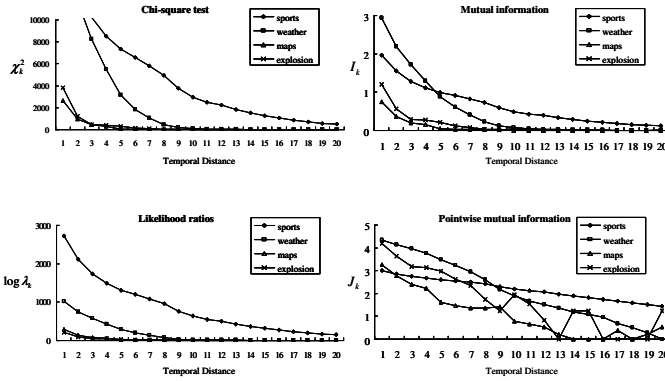 Chi-square test
sports
weather
maps
explosion
10000
8000
6000
4000
2000
0
χ²ₖ
1 2 3 4 5 6 7 8 9 10 11 12 13 14 15 16 17 18 19 20
Temporal Distance
Mutual information
sports
weather
maps
explosion
3
2
1
0
Iₖ
1 2 3 4 5 6 7 8 9 10 11 12 13 14 15 16 17 18 19 20
Temporal Distance
Likelihood ratios
sports
weather
maps
explosion
3000
2000
1000
0
log λₖ
1 2 3 4 5 6 7 8 9 10 11 12 13 14 15 16 17 18 19 20
Temporal Distance
Pointwise mutual information
sports
weather
maps
explosion
5
4
3
2
1
0
Jₖ
1 2 3 4 5 6 7 8 9 10 11 12 13 14 15 16 17 18 19 20
Temporal Distance